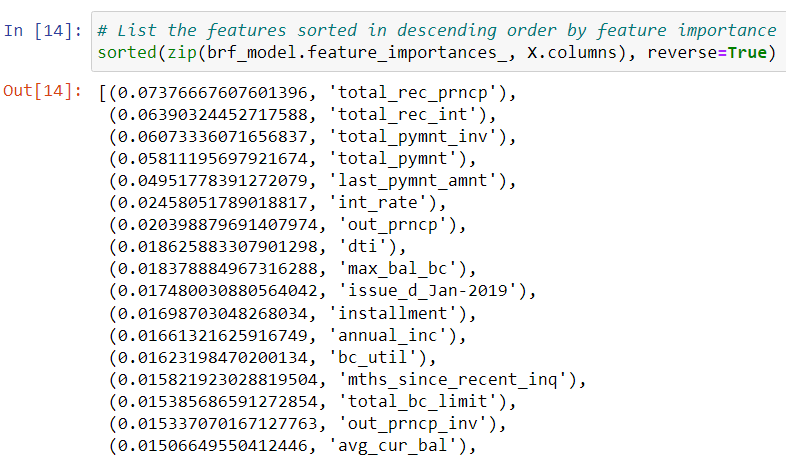 In [14]: # List the features sorted in descending order by feature importance
sorted(zip(brf_model.feature_importances_, X.columns), reverse=True)
Out[14]: [(0.07376667607601396, 'total_rec_prncp'),
(0.06390324452717588, 'total_rec_int'),
(0.06073336071656837, 'total_pymnt_inv'),
(0.05811195697921674, 'total_pymnt'),
(0.04951778391272079, 'last_pymnt_amnt'),
(0.02458051789018817, 'int_rate'),
(0.020398879691407974, 'out_prncp'),
(0.018625883307901298, 'dti'),
(0.018378884967316288, 'max_bal_bc'),
(0.017480030880564042, 'issue_d_Jan-2019'),
(0.01698703048268034, 'installment'),
(0.01661321625916749, 'annual_inc'),
(0.01623198470200134, 'bc_util'),
(0.015821923028819504, 'mths_since_recent_inq'),
(0.015385686591272854, 'total_bc_limit'),
(0.015337070167127763, 'out_prncp_inv'),
(0.01506649550412446, 'avg_cur_bal'),